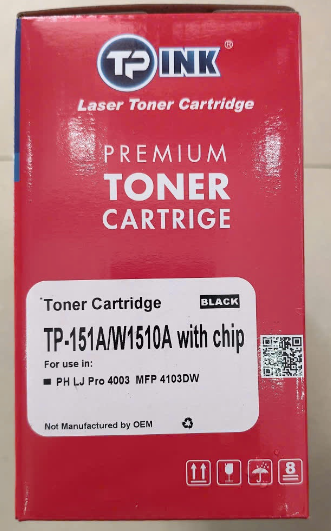 TP INK ®
Laser Toner Cartridge
PREMIUM
TONER
CARTRIGE
Toner Cartridge BLACK
TP-151A/W1510A with chip
For use in:
■ PH LJ Pro 4003 MFP 4103DW
Not Manufactured by OEM
8